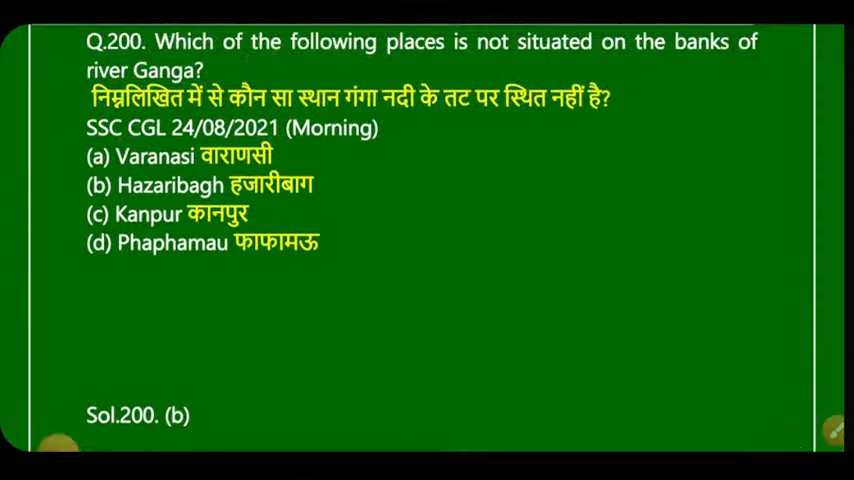 Q.200. Which of the following places is not situated on the banks of
river Ganga?
निम्नलिखित में से कौन सा स्थान गंगा नदी के तट पर स्थित नहीं है?
SSC CGL 24/08/2021 (Morning)
(a) Varanasi वाराणसी
(b) Hazaribagh हजारीबाग
(c) Kanpur कानपुर
(d) Phaphamau फाफामऊ
Sol.200. (b)